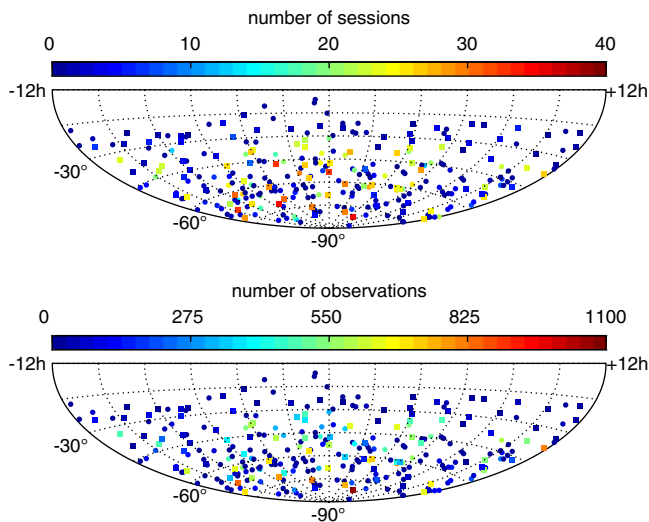 number of sessions
0 10 20 30 40
-12h +12h
-30°
-60°
-90°
number of observations
0 275 550 825 1100
-12h +12h
-30°
-60°
-90°